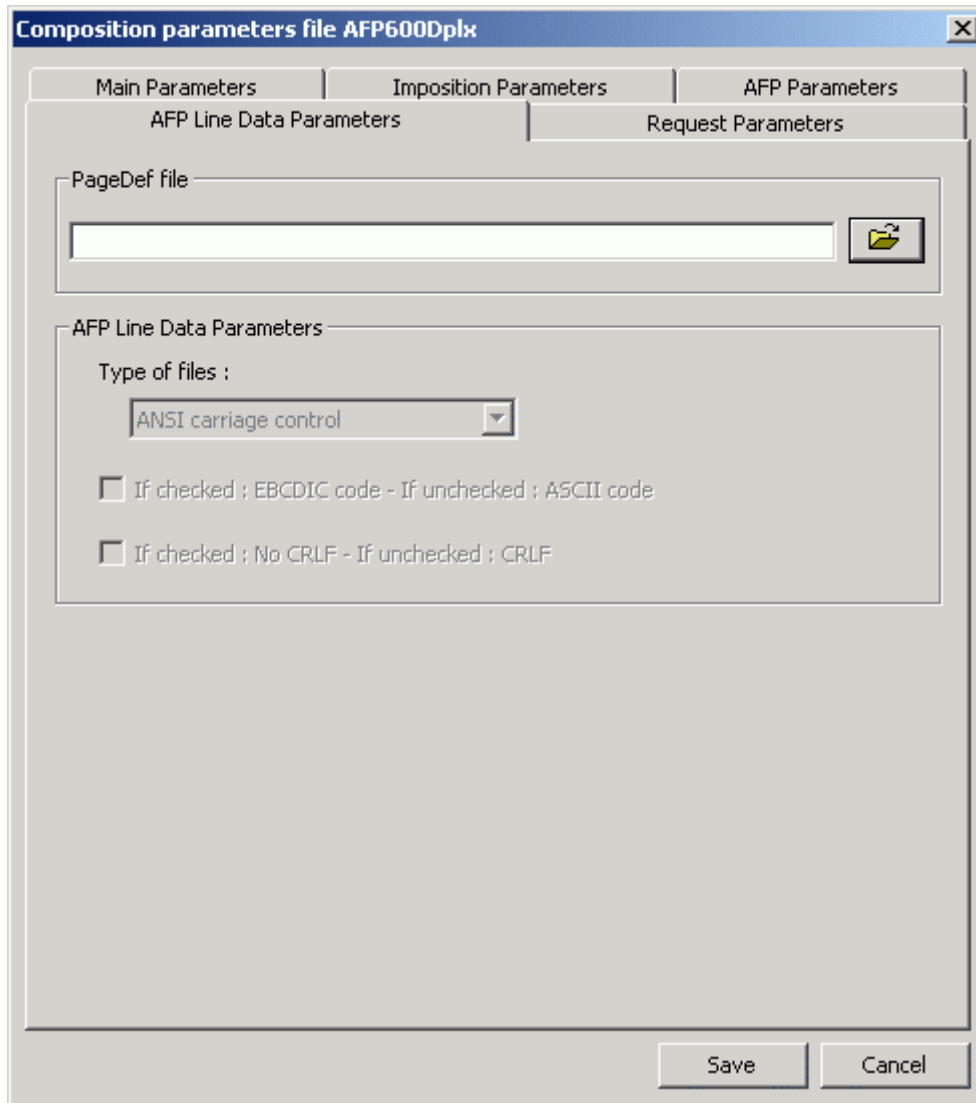 Composition parameters file AFP600Dplx
Main Parameters
Imposition Parameters
AFP Parameters
AFP Line Data Parameters
Request Parameters
PageDef file
AFP Line Data Parameters
Type of files :
ANSI carriage control
If checked : EBCDIC code - If unchecked : ASCII code
If checked : No CRLF - If unchecked : CRLF
Save
Cancel